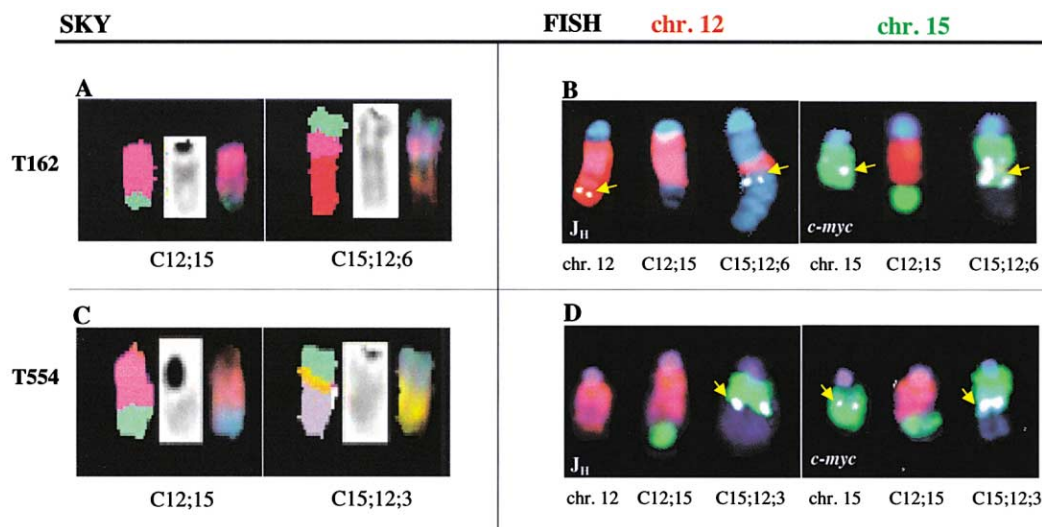 SKY FISH chr. 12 chr. 15
A B
T162
J_H c-myc
C12;15 C15;12;6 chr. 12 C12;15 C15;12;6 chr. 15 C12;15 C15;12;6
C D
T554
J_H c-myc
C12;15 C15;12;3 chr. 12 C12;15 C15;12;3 chr. 15 C12;15 C15;12;3